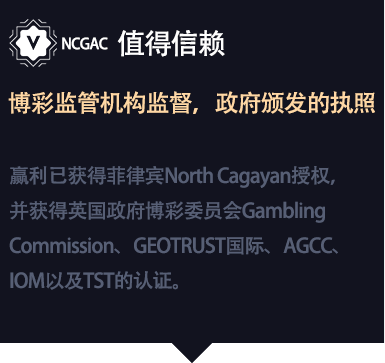 V NCGAC 值得信赖
博彩监管机构监督，政府颁发的执照
赢利已获得菲律宾North Cagayan授权，
并获得英国政府博彩委员会Gambling
Commission、GEOTRUST国际、AGCC、
IOM以及TST的认证。